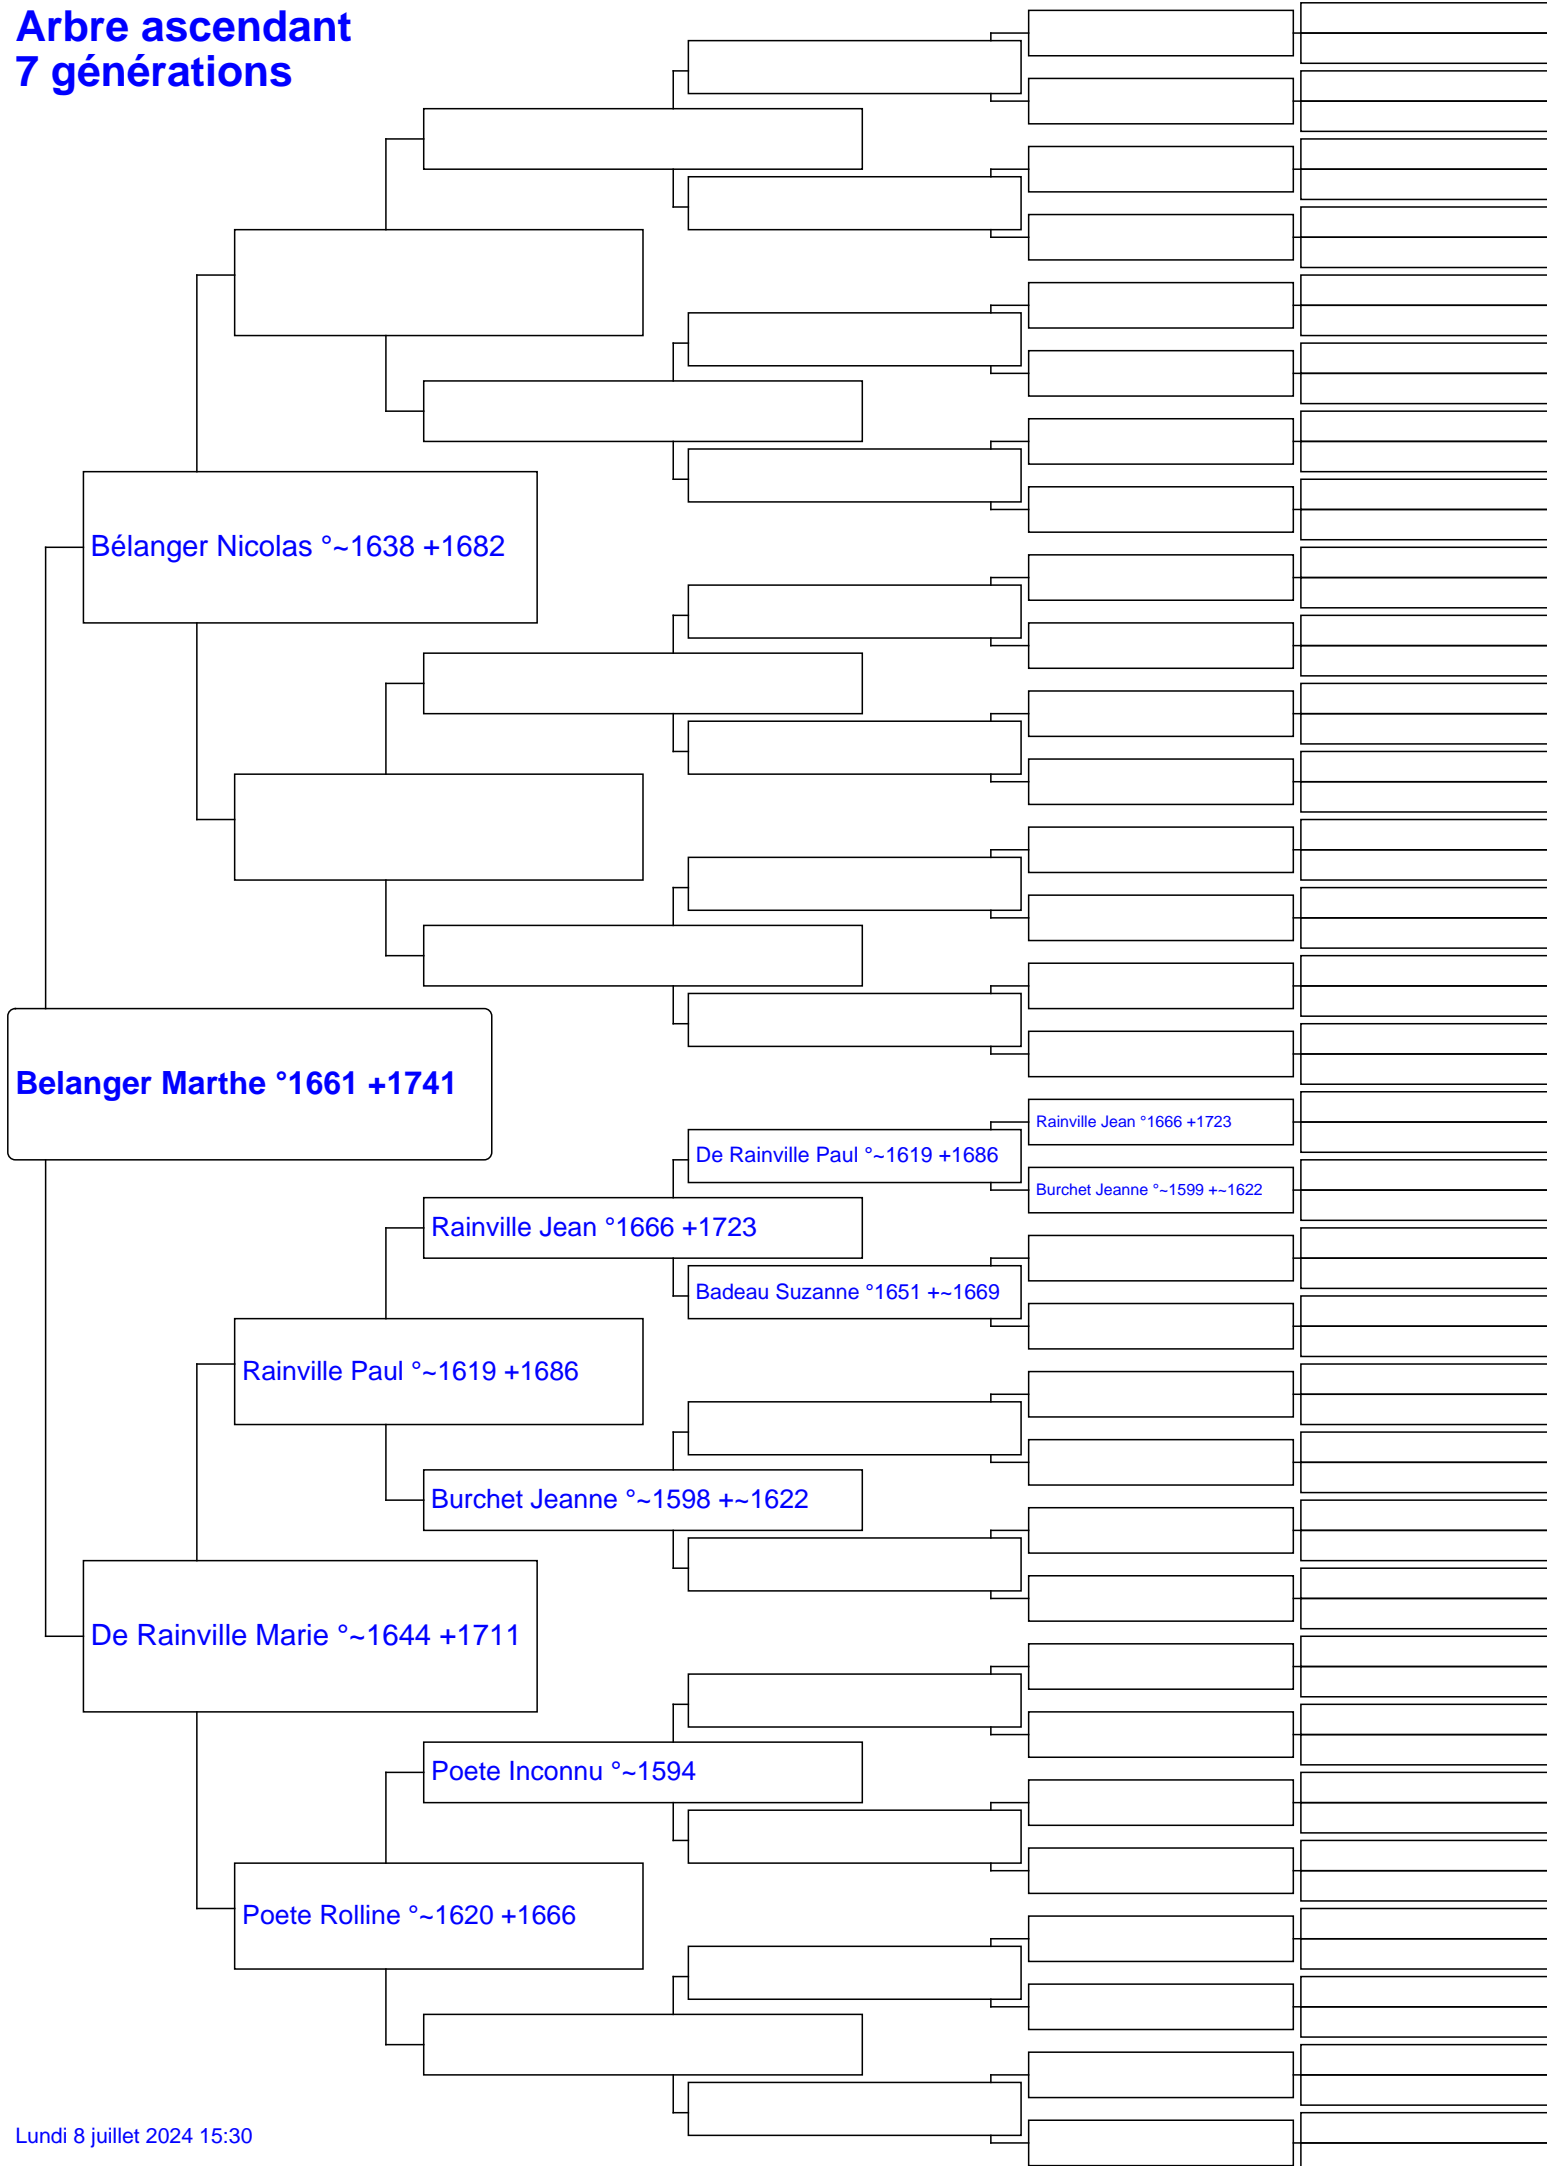 Arbre ascendant
7 générations
Bélanger Nicolas °~1638 +1682
Belanger Marthe °1661 +1741
Rainville Jean °1666 +1723
De Rainville Paul °~1619 +1686
Burchet Jeanne °~1599 +~1622
Rainville Jean °1666 +1723
Badeau Suzanne °1651 +~1669
Rainville Paul °~1619 +1686
Burchet Jeanne °~1598 +~1622
De Rainville Marie °~1644 +1711
Poete Inconnu °~1594
Poete Rolline °~1620 +1666
Lundi 8 juillet 2024 15:30